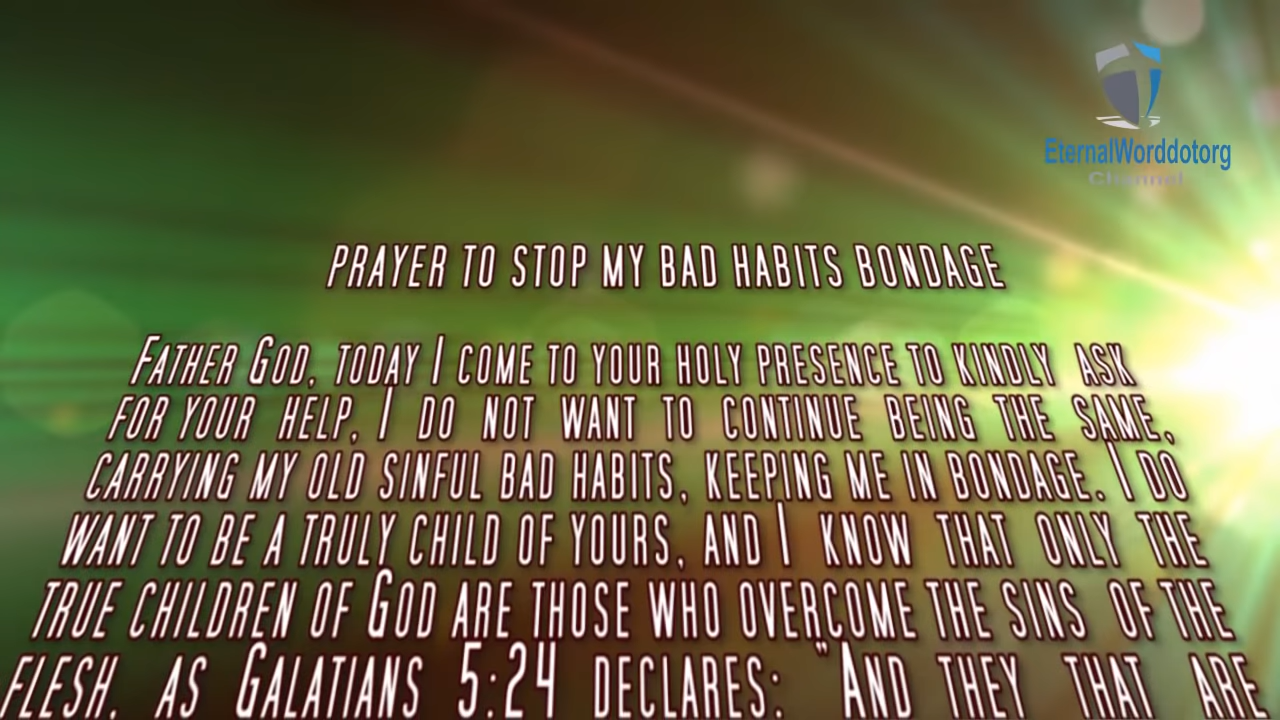 EternalWorddotorg
Channel
PRAYER TO STOP MY BAD HABITS BONDAGE
FATHER GOD, TODAY I COME TO YOUR HOLY PRESENCE TO KINDLY ASK
FOR YOUR HELP, I DO NOT WANT TO CONTINUE BEING THE SAME,
CARRYING MY OLD SINFUL BAD HABITS, KEEPING ME IN BONDAGE. I DO
WANT TO BE A TRULY CHILD OF YOURS, AND I KNOW THAT ONLY THE
TRUE CHILDREN OF GOD ARE THOSE WHO OVERCOME THE SINS OF THE
FLESH, AS GALATIANS 5:24 DECLARES: "AND THEY THAT ARE